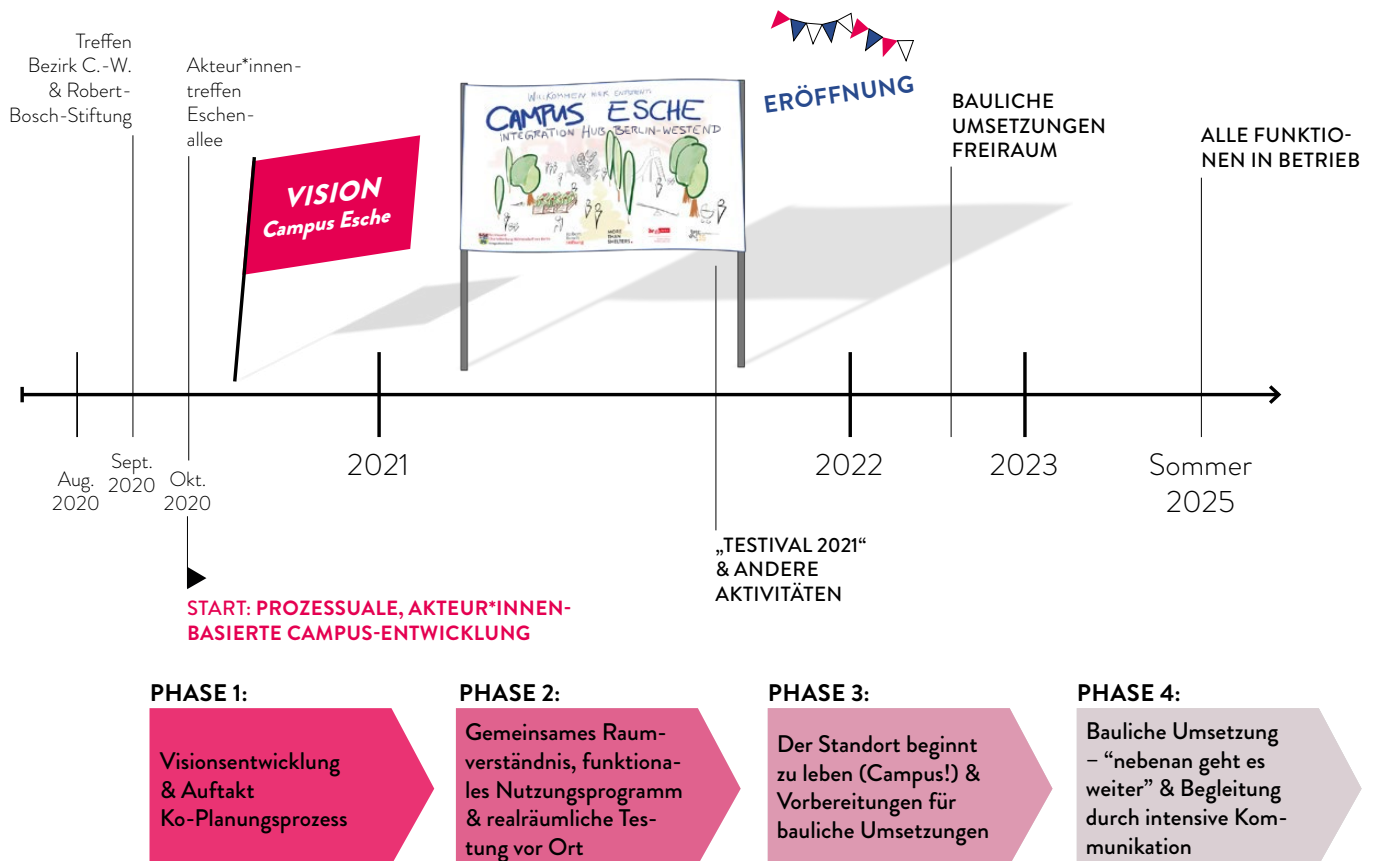 Treffen
Bezirk C.-W.
& Robert-
Bosch-Stiftung
Akteur*innen-
treffen
Eschen-
allee
VISION
Campus Esche
WILLKOMMEN HIER ENTSTEHT:
CAMPUS ESCHE
INTEGRATION HUB BERLIN-WESTEND
MORE
THAN
SHELTERS
ERÖFFNUNG
BAULICHE
UMSETZUNGEN
FREIRAUM
ALLE FUNKTIO-
NEN IN BETRIEB
Aug.
2020
Sept.
2020
Okt.
2020
2021
2022
2023
Sommer
2025
„TESTIVAL 2021“
& ANDERE
AKTIVITÄTEN
START: PROZESSUALE, AKTEUR*INNEN-
BASIERTE CAMPUS-ENTWICKLUNG
PHASE 1:
Visionsentwicklung
& Auftakt
Ko-Planungsprozess
PHASE 2:
Gemeinsames Raum-
verständnis, funktiona-
les Nutzungsprogramm
& realräumliche Tes-
tung vor Ort
PHASE 3:
Der Standort beginnt
zu leben (Campus!) &
Vorbereitungen für
bauliche Umsetzungen
PHASE 4:
Bauliche Umsetzung
– “nebenan geht es
weiter” & Begleitung
durch intensive Kom-
munikation